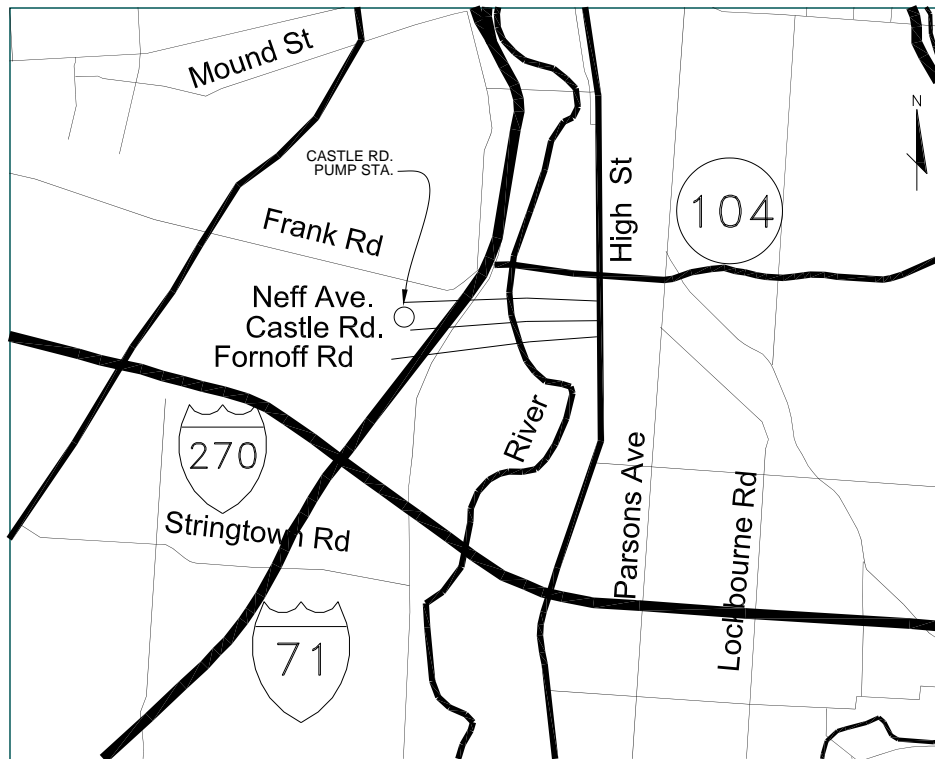 Mound St
N
CASTLE RD.
PUMP STA.
High St
104
Frank Rd
Neff Ave.
Castle Rd.
Fornoff Rd
River
270
Parsons Ave
Lockbourne Rd
Stringtown Rd
71